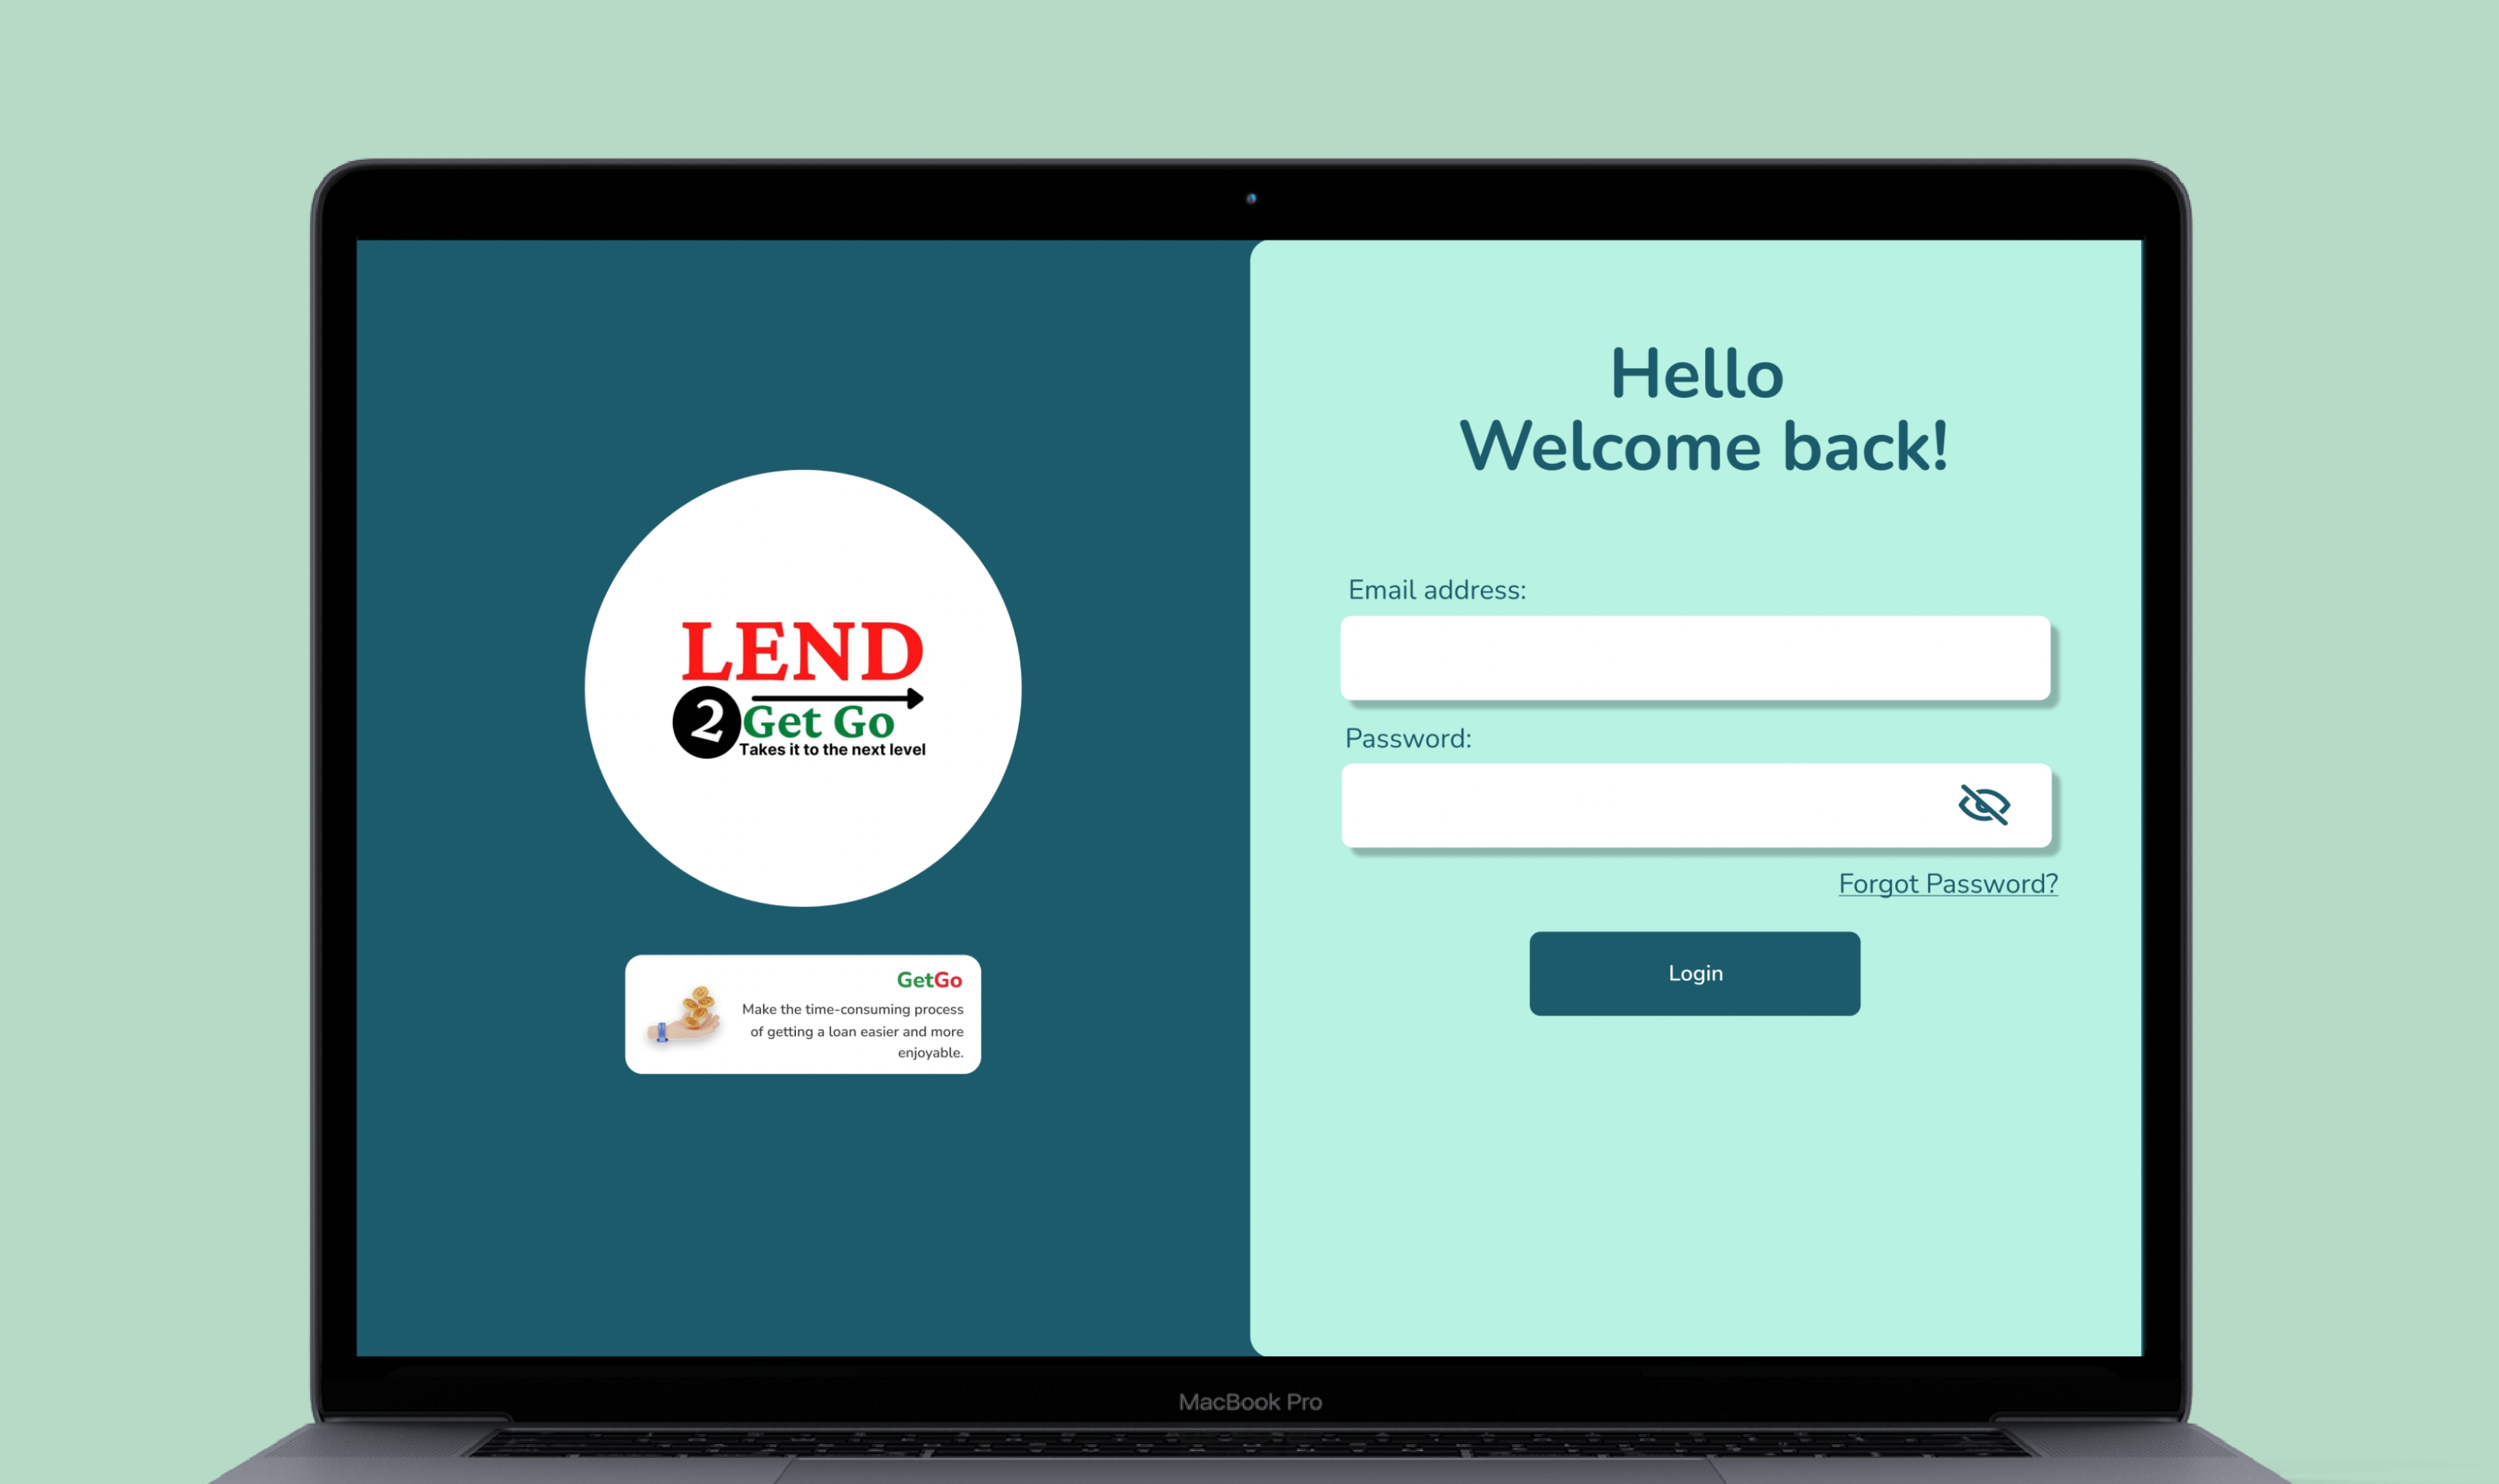 LEND
2 Get Go
Takes it to the next level
GetGo
Make the time-consuming process
of getting a loan easier and more
enjoyable.
Hello
Welcome back!
Email address:
Password:
Forgot Password?
Login
MacBook Pro